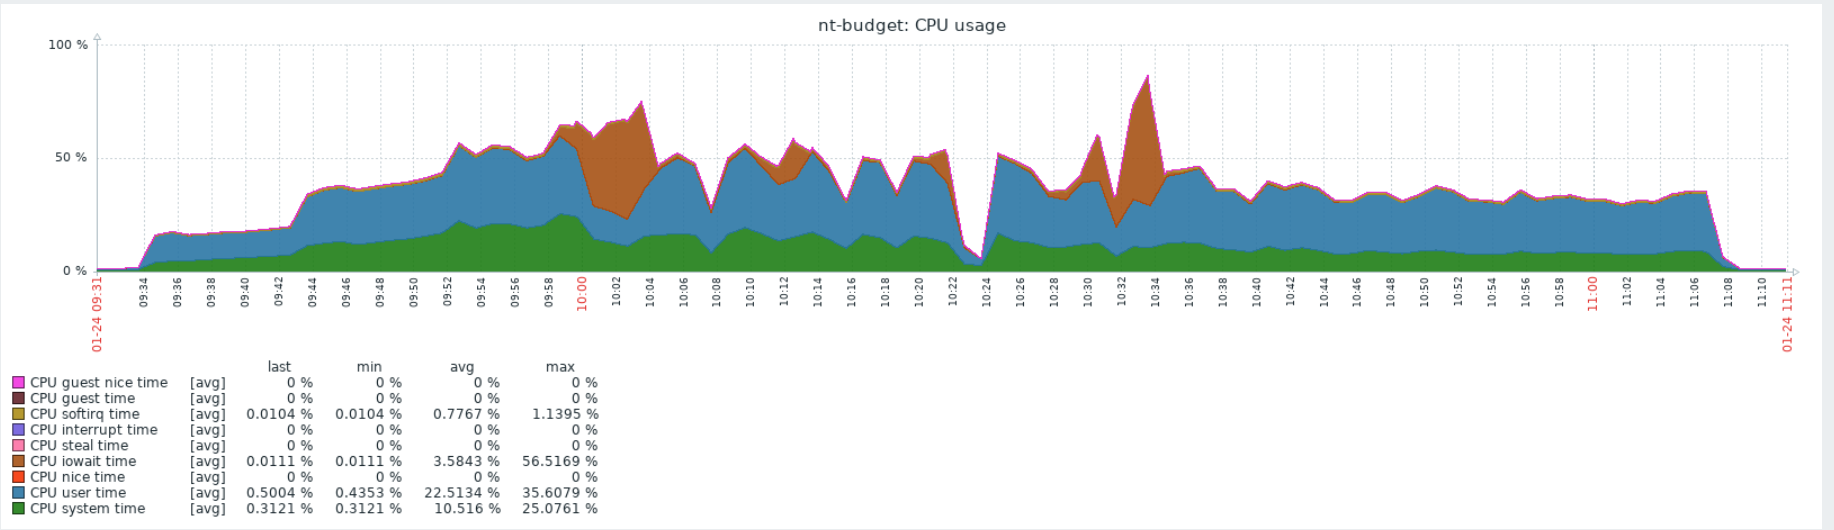 nt-budget: CPU usage
100 %
50 %
0 %
01-24 09:31 09:34 09:36 09:38 09:40 09:42 09:44 09:46 09:48 09:50 09:52 09:54 09:56 09:58 10:00 10:02 10:04 10:06 10:08 10:10 10:12 10:14 10:16 10:18 10:20 10:22 10:24 10:26 10:28 10:30 10:32 10:34 10:36 10:38 10:40 10:42 10:44 10:46 10:48 10:50 10:52 10:54 10:56 10:58 11:00 11:02 11:04 11:06 11:08 11:10 01-24 11:11
last min avg max
CPU guest nice time [avg] 0 % 0 % 0 % 0 %
CPU guest time [avg] 0 % 0 % 0 % 0 %
CPU softirq time [avg] 0.0104 % 0.0104 % 0.7767 % 1.1395 %
CPU interrupt time [avg] 0 % 0 % 0 % 0 %
CPU steal time [avg] 0 % 0 % 0 % 0 %
CPU iowait time [avg] 0.0111 % 0.0111 % 3.5843 % 56.5169 %
CPU nice time [avg] 0 % 0 % 0 % 0 %
CPU user time [avg] 0.5004 % 0.4353 % 22.5134 % 35.6079 %
CPU system time [avg] 0.3121 % 0.3121 % 10.516 % 25.0761 %